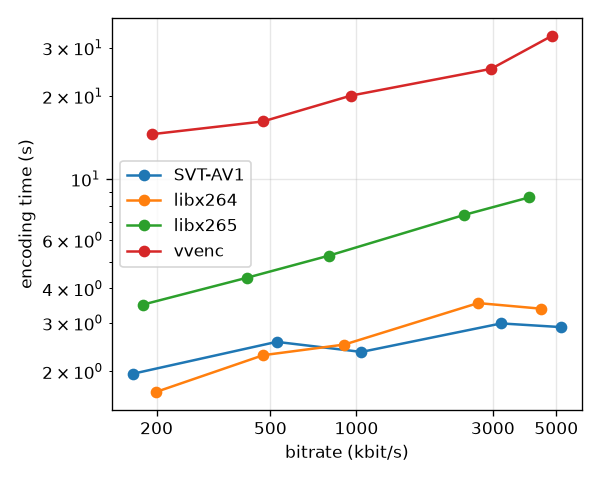 3 × 10¹
2 × 10¹
10¹
6 × 10⁰
4 × 10⁰
3 × 10⁰
2 × 10⁰
encoding time (s)
SVT-AV1
libx264
libx265
vvenc
200 500 1000 3000 5000
bitrate (kbit/s)